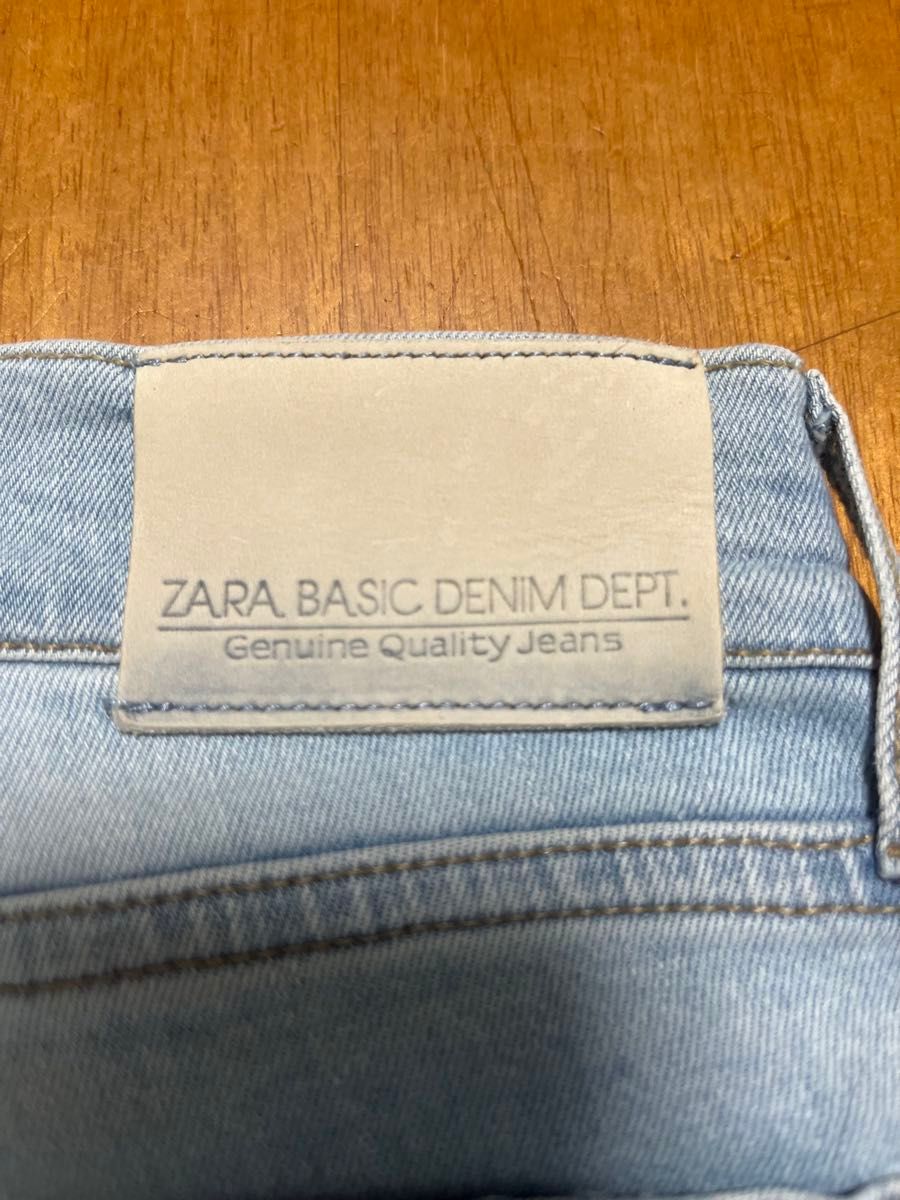 ZARA BASIC DENIM DEPT.
Genuine Quality Jeans